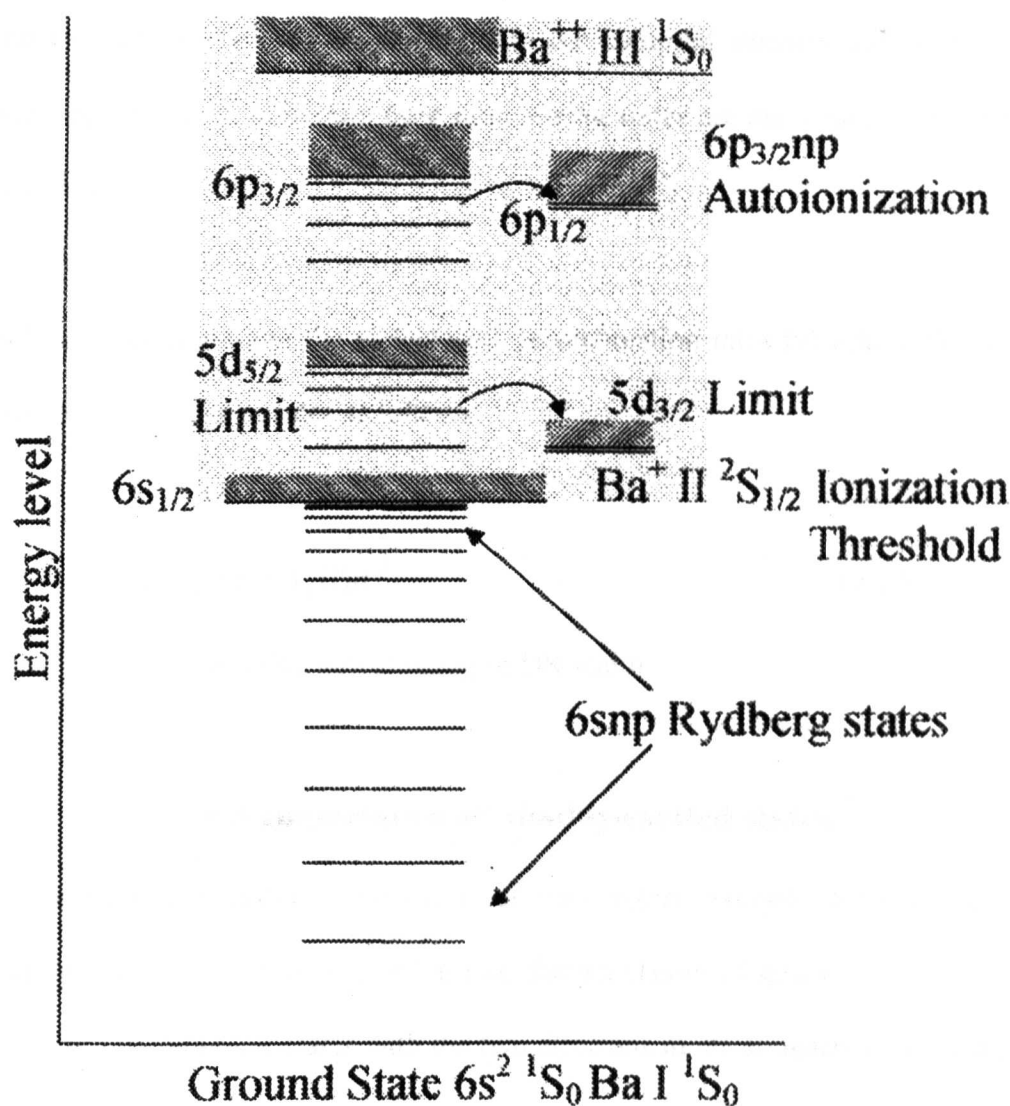 Ba⁺⁺ III ¹S₀
6p₃/₂np
Autoionization
6p₃/₂
6p₁/₂
5d₅/₂
Limit
5d₃/₂ Limit
6s₁/₂
Ba⁺ II ²S₁/₂ Ionization
Threshold
Energy level
6snp Rydberg states
Ground State 6s² ¹S₀ Ba I ¹S₀